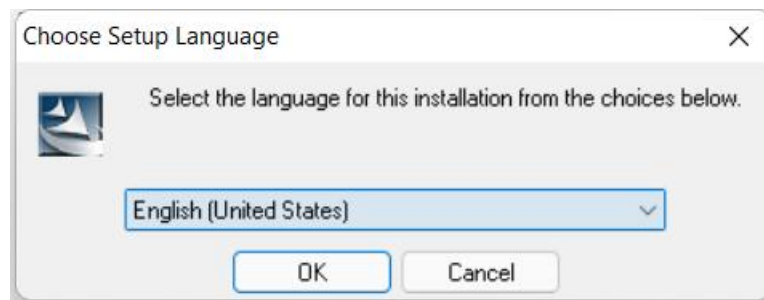 Choose Setup Language
Select the language for this installation from the choices below.
English (United States)
OK
Cancel